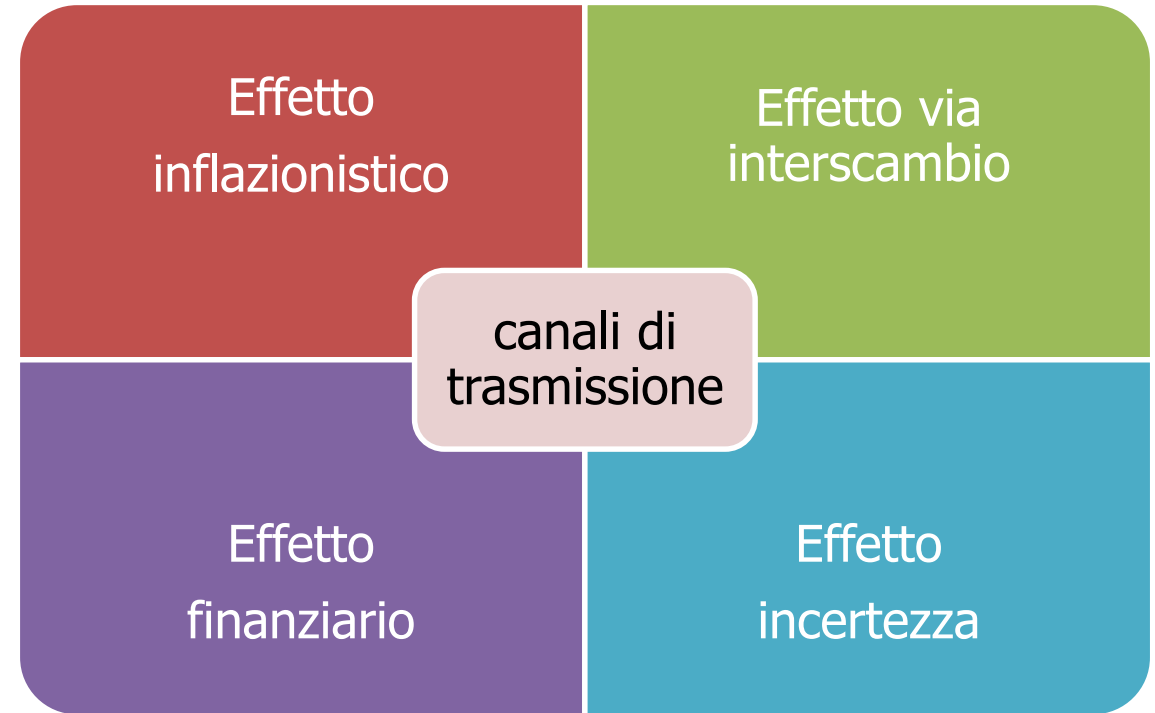 Effetto
inflazionistico
Effetto via
interscambio
canali di
trasmissione
Effetto
finanziario
Effetto
incertezza